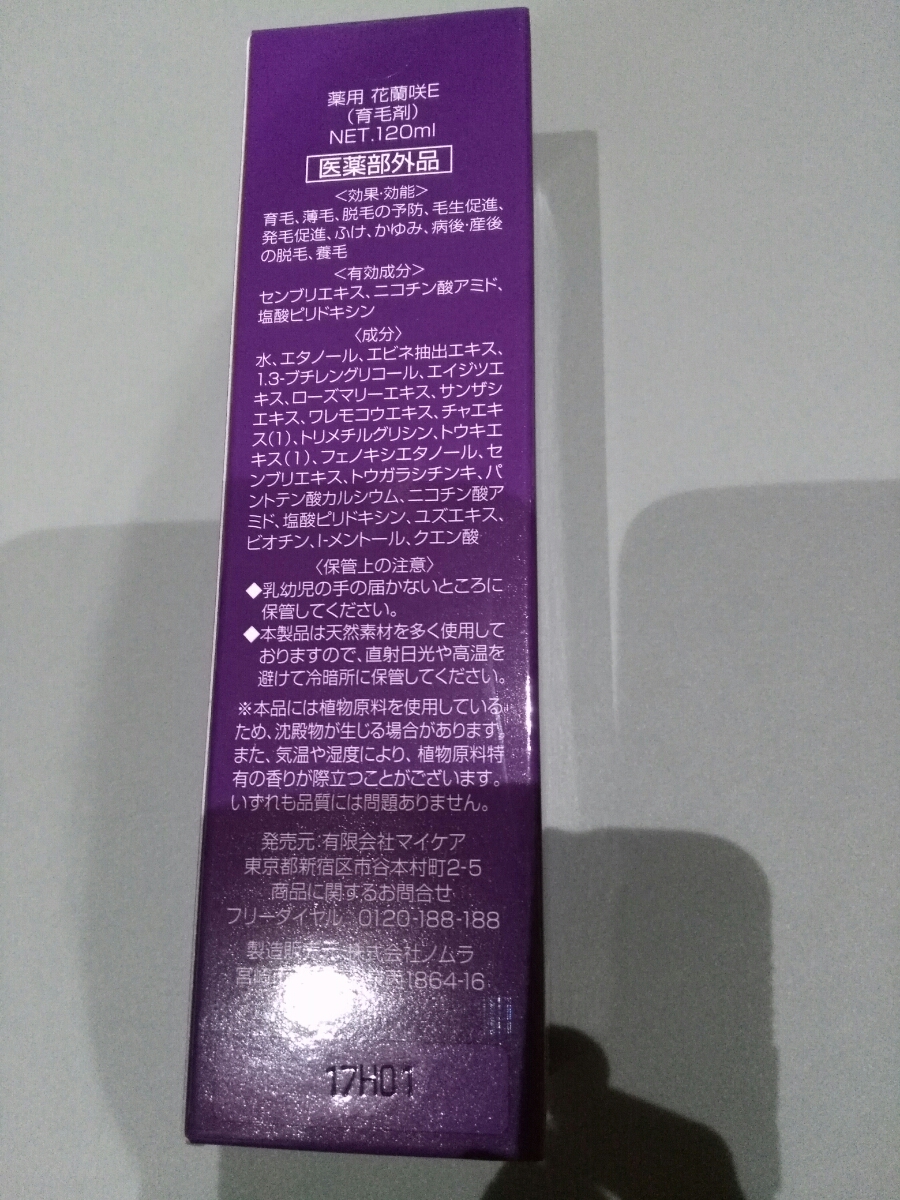 薬用 花蘭咲E
(育毛剤)
NET.120ml
医薬部外品
<効果・効能>
育毛、薄毛、脱毛の予防、毛生促進、
発毛促進、ふけ、かゆみ、病後・産後
の脱毛、養毛
<有効成分>
センブリエキス、ニコチン酸アミド、
塩酸ピリドキシン
〈成分〉
水、エタノール、エビネ抽出エキス、
1.3-ブチレングリコール、エイジツエ
キス、ローズマリーエキス、サンザシ
エキス、ワレモコウエキス、チャエキ
ス(1)、トリメチルグリシン、トウキエ
キス(1)、フェノキシエタノール、セ
ンブリエキス、トウガラシチンキ、パ
ントテン酸カルシウム、ニコチン酸ア
ミド、塩酸ピリドキシン、ユズエキス、
ビオチン、l-メントール、クエン酸
〈保管上の注意〉
◆乳幼児の手の届かないところに
保管してください。
◆本製品は天然素材を多く使用して
おりますので、直射日光や高温を
避けて冷暗所に保管してください。
※本品には植物原料を使用している
ため、沈殿物が生じる場合があります。
また、気温や湿度により、植物原料特
有の香りが際立つことがございます。
いずれも品質には問題ありません。
発売元:有限会社マイケア
東京都新宿区市谷本村町2-5
商品に関するお問合せ
フリーダイヤル 0120-188-188
製造販売元:株式会社ノムラ
宮崎 1864-16
17H01